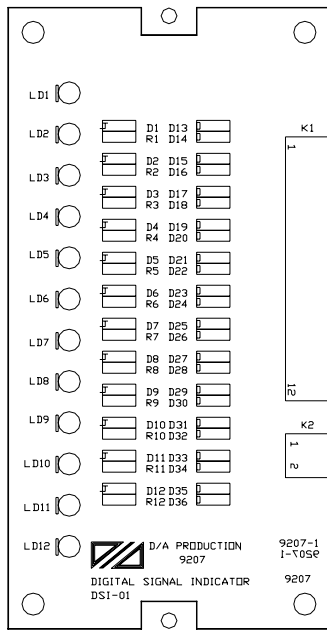 LD1
K1
D1 D13
LD2
R1 D14
1
D2 D15
LD3
R2 D16
D3 D17
R3 D18
LD4
D4 D19
R4 D20
LD5
D5 D21
R5 D22
LD6
D6 D23
R6 D24
D7 D25
LD7
R7 D26
D8 D27
R8 D28
LD8
12
D9 D29
R9 D30
LD9
D10 D31
K2
R10 D32
1
D11 D33
LD10
R11 D34
2
D12 D35
R12 D36
LD11
LD12
D/A PRODUCTION
9207-1
9207-1
9207
DIGITAL SIGNAL INDICATOR
9207
DSI-01